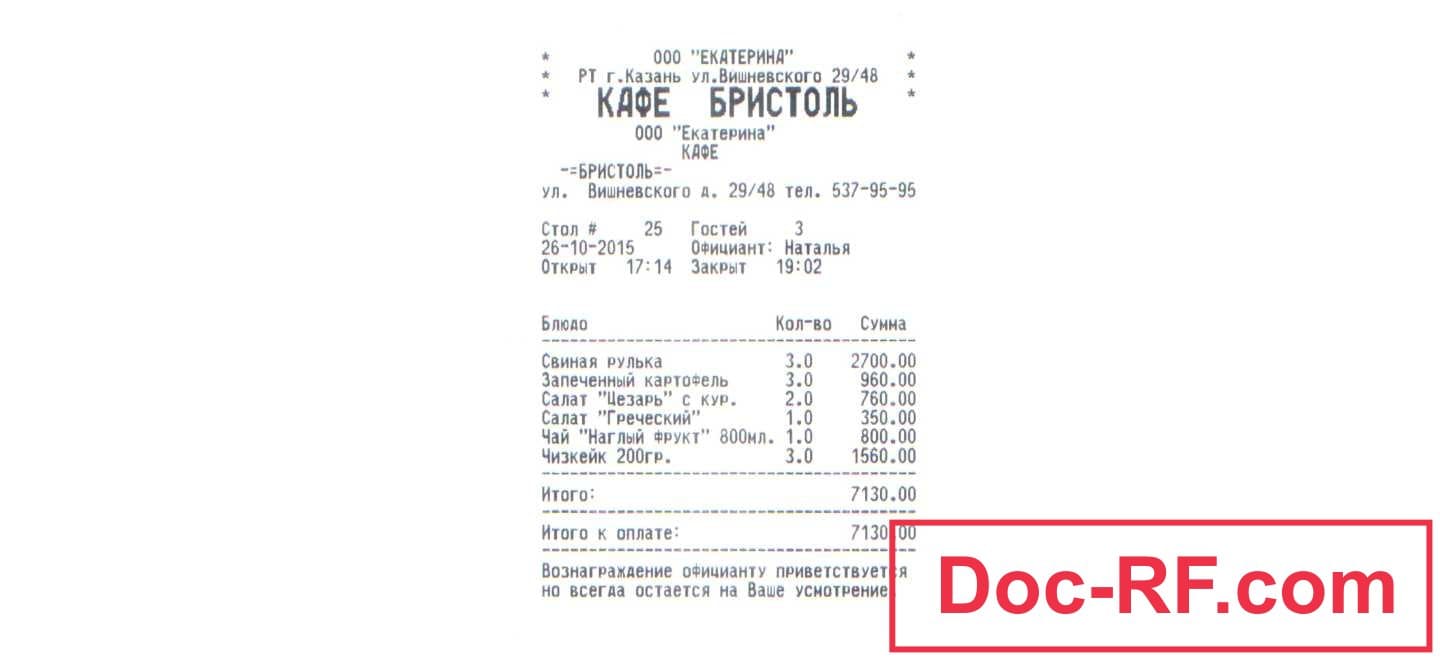 * ООО "ЕКАТЕРИНА" *
* РТ г.Казань ул.Вишневского 29/48 *
* КАФЕ БРИСТОЛЬ *
ООО "Екатерина"
КАФЕ
-=БРИСТОЛЬ=-
ул. Вишневского д. 29/48 тел. 537-95-95
Стол # 25 Гостей 3
26-10-2015 Официант: Наталья
Открыт 17:14 Закрыт 19:02
Блюдо Кол-во Сумма
Свиная рулька 3.0 2700.00
Запеченный картофель 3.0 960.00
Салат "Цезарь" с кур. 2.0 760.00
Салат "Греческий" 1.0 350.00
Чай "Наглый фрукт" 800мл. 1.0 800.00
Чизкейк 200гр. 3.0 1560.00
Итого: 7130.00
Итого к оплате: 7130.00
Вознаграждение официанту приветствуется
но всегда остается на Ваше усмотрение
Doc-RF.com